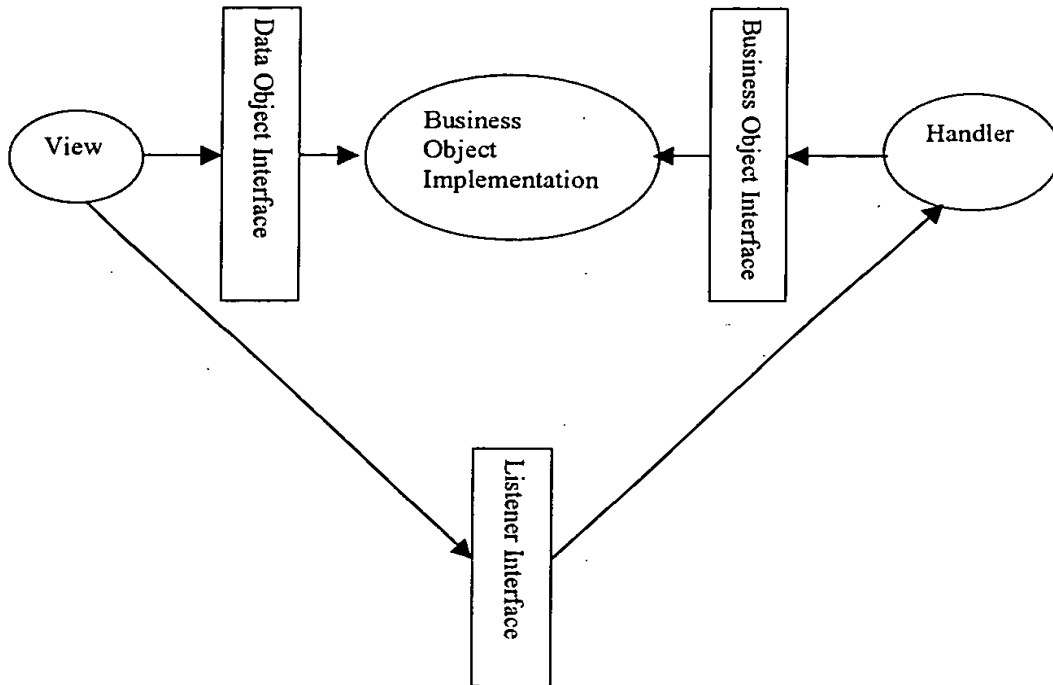 View
Data Object Interface
Business
Object
Implementation
Business Object Interface
Handler
Listener Interface